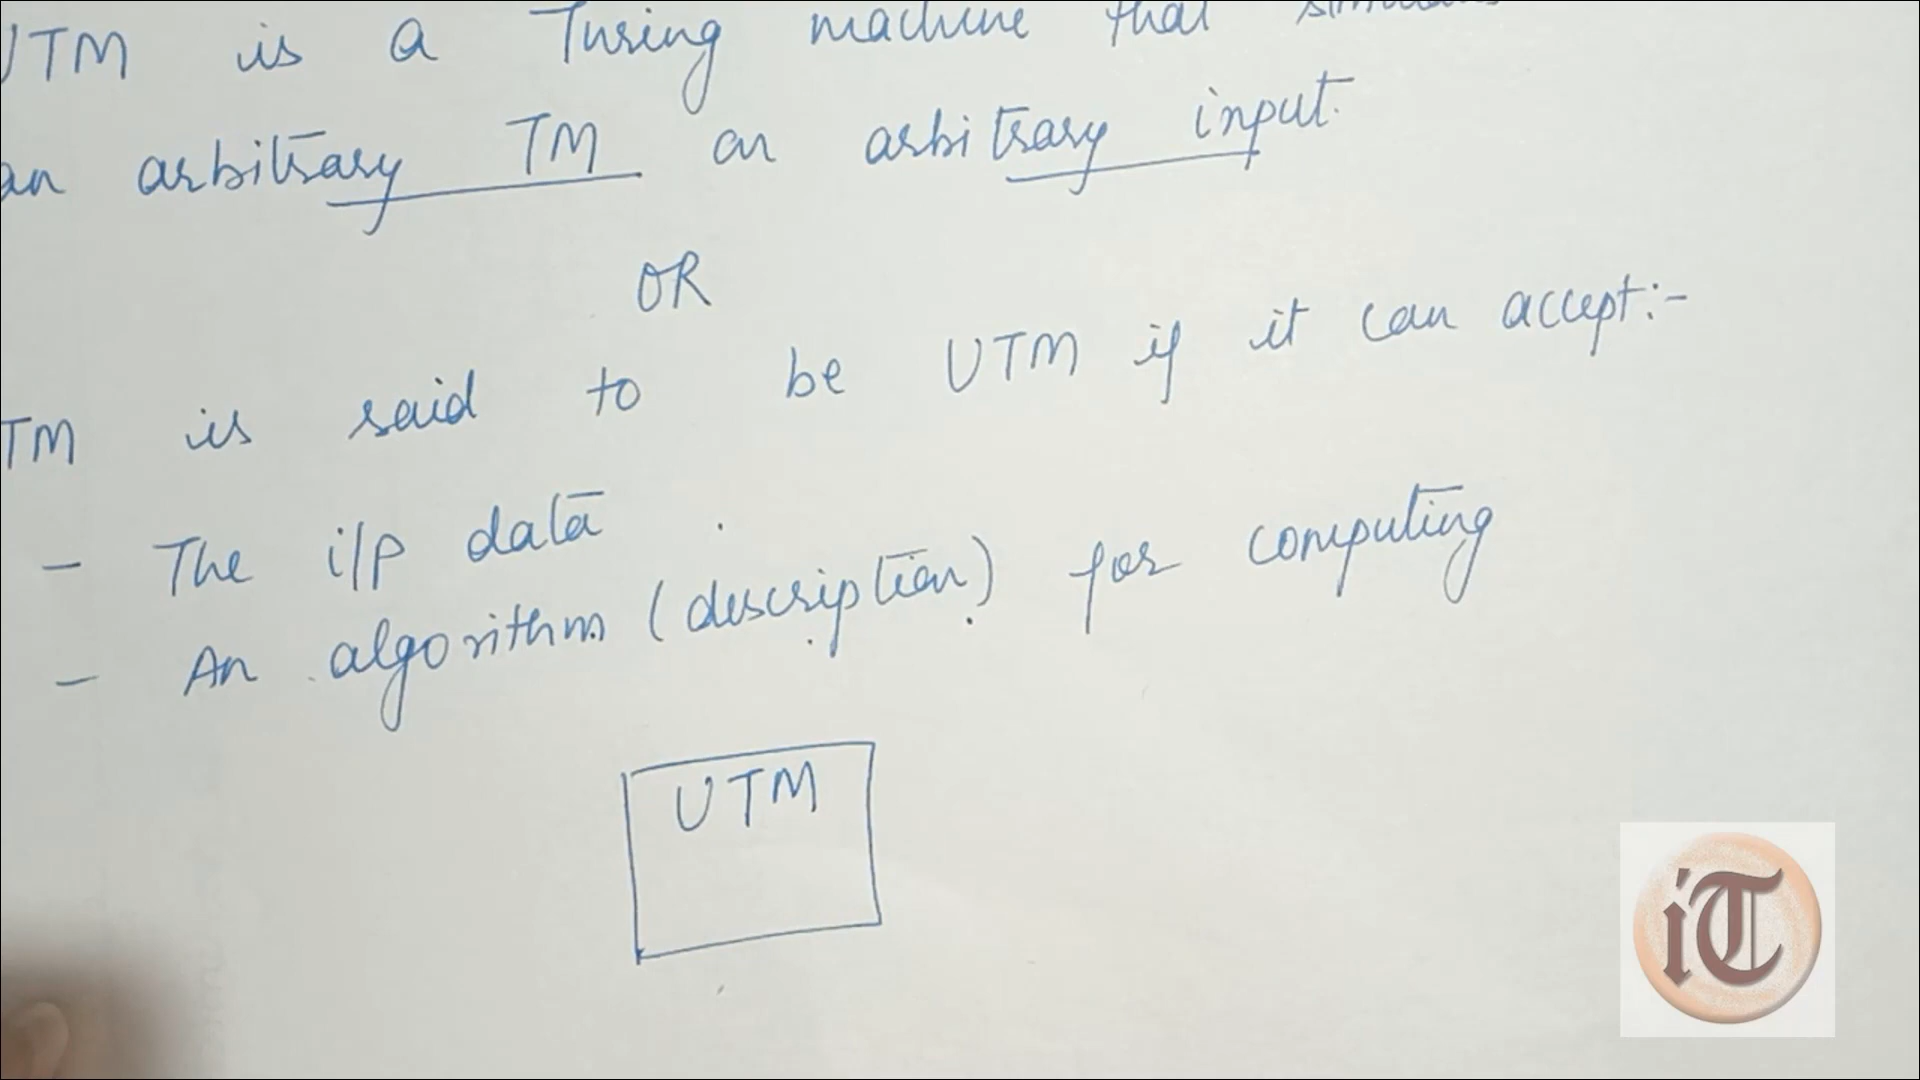 UTM is a Turing machine that
an arbitrary TM on arbitrary input.
OR
TM is said to be UTM if it can accept:-
- The i/p data
- An algorithm (description) for computing
UTM
iT